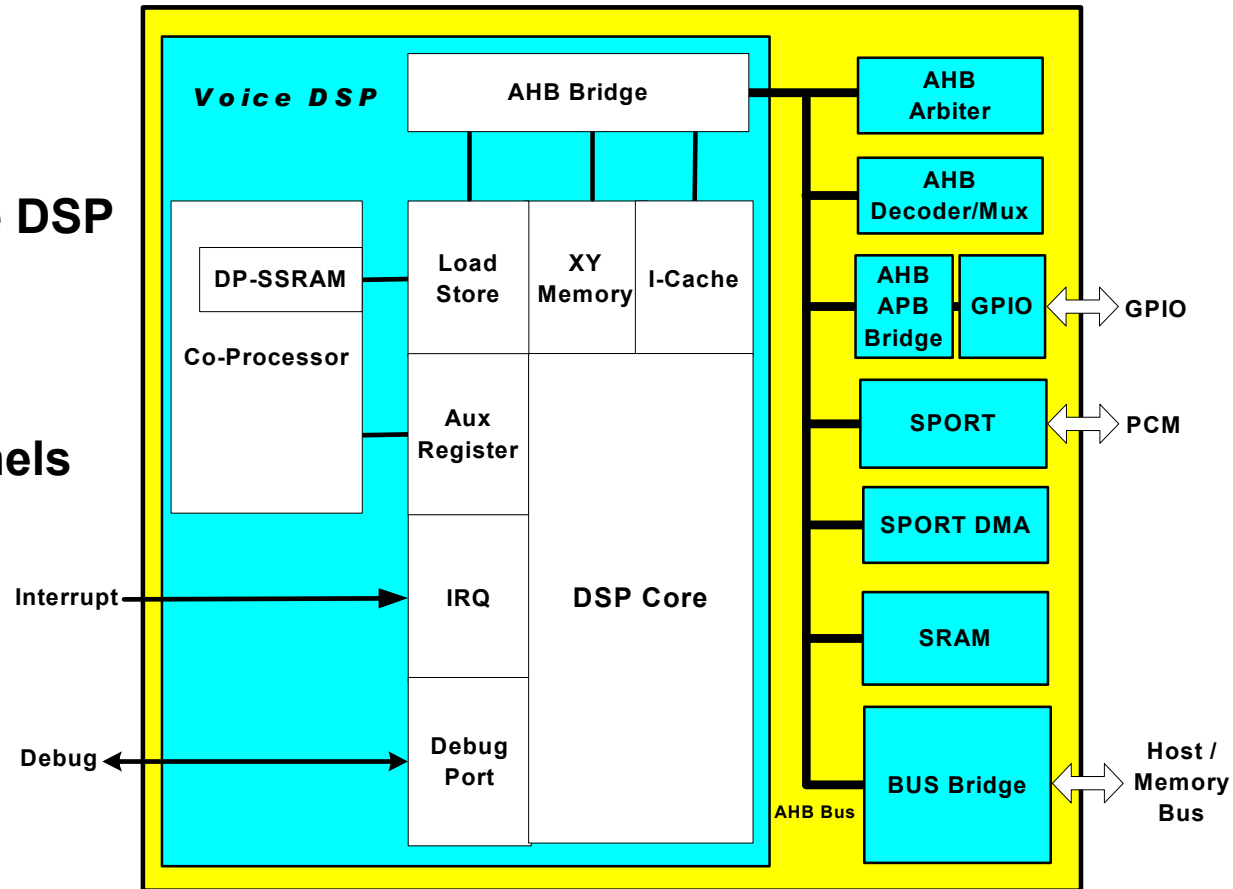 Voice DSP
AHB Bridge
AHB
Arbiter
DSP
nels
AHB
Decoder/Mux
DP-SSRAM
Co-Processor
Load
Store
XY
Memory
I-Cache
AHB
APB
Bridge
GPIO
GPIO
Aux
Register
SPORT
PCM
SPORT DMA
Interrupt
IRQ
DSP Core
SRAM
Debug
Debug
Port
BUS Bridge
AHB Bus
Host /
Memory
Bus